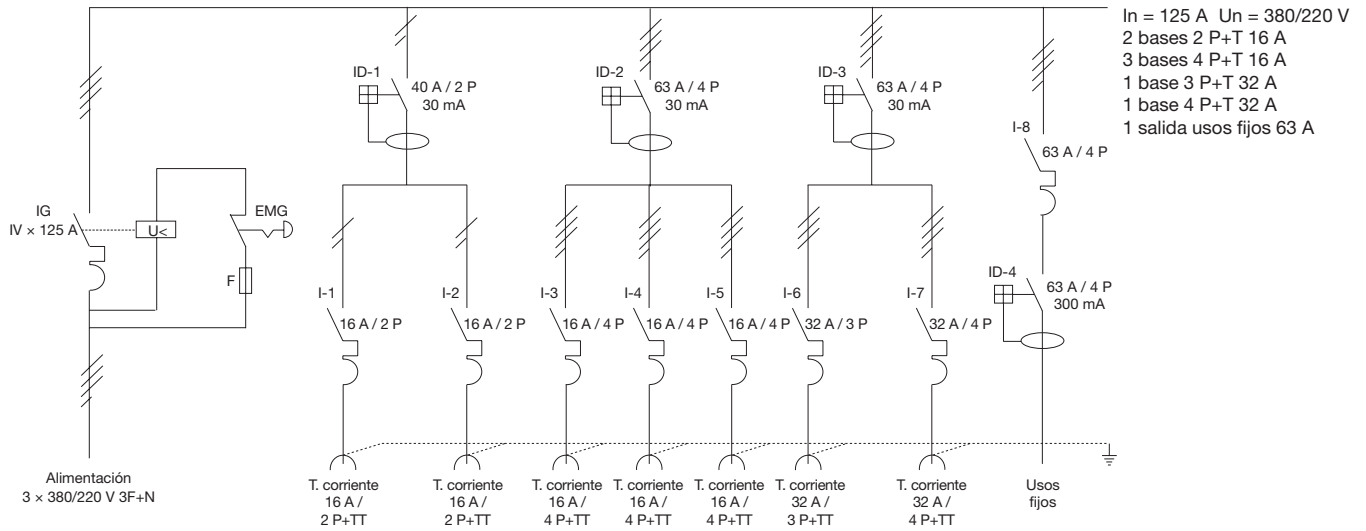 In = 125 A Un = 380/220 V
2 bases 2 P+T 16 A
3 bases 4 P+T 16 A
1 base 3 P+T 32 A
1 base 4 P+T 32 A
1 salida usos fijos 63 A
ID-1
40 A / 2 P
30 mA
ID-2
63 A / 4 P
30 mA
ID-3
63 A / 4 P
30 mA
I-8
63 A / 4 P
IG
IV × 125 A
U<
EMG
F
ID-4
63 A / 4 P
300 mA
I-1
16 A / 2 P
I-2
16 A / 2 P
I-3
16 A / 4 P
I-4
16 A / 4 P
I-5
16 A / 4 P
I-6
32 A / 3 P
I-7
32 A / 4 P
Alimentación
3 × 380/220 V 3F+N
T. corriente
16 A /
2 P+TT
T. corriente
16 A /
2 P+TT
T. corriente
16 A /
4 P+TT
T. corriente
16 A /
4 P+TT
T. corriente
16 A /
4 P+TT
T. corriente
32 A /
3 P+TT
T. corriente
32 A /
4 P+TT
Usos
fijos